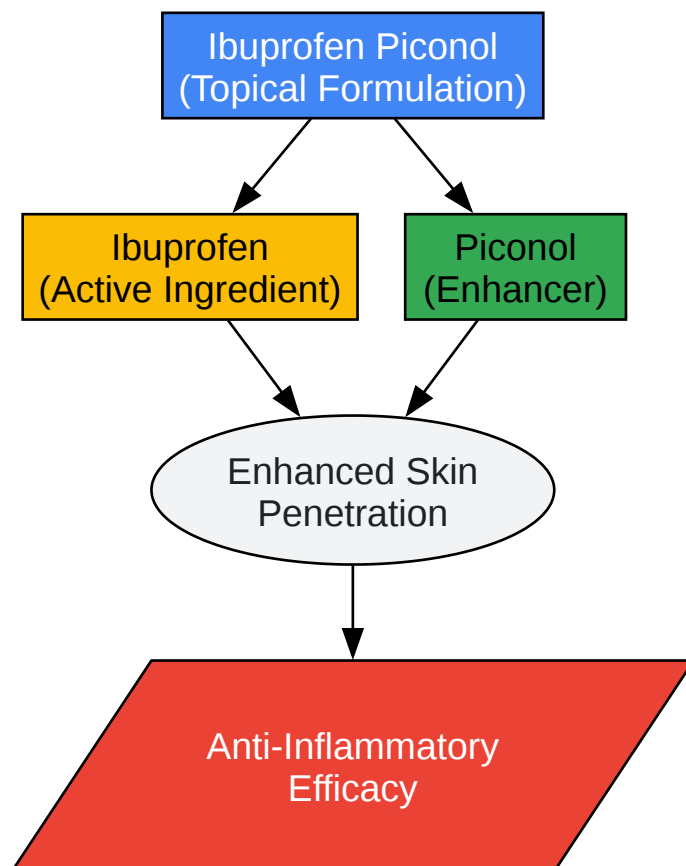 Ibuprofen Piconol
(Topical Formulation)
Ibuprofen
(Active Ingredient)
Piconol
(Enhancer)
Enhanced Skin
Penetration
Anti-Inflammatory
Efficacy